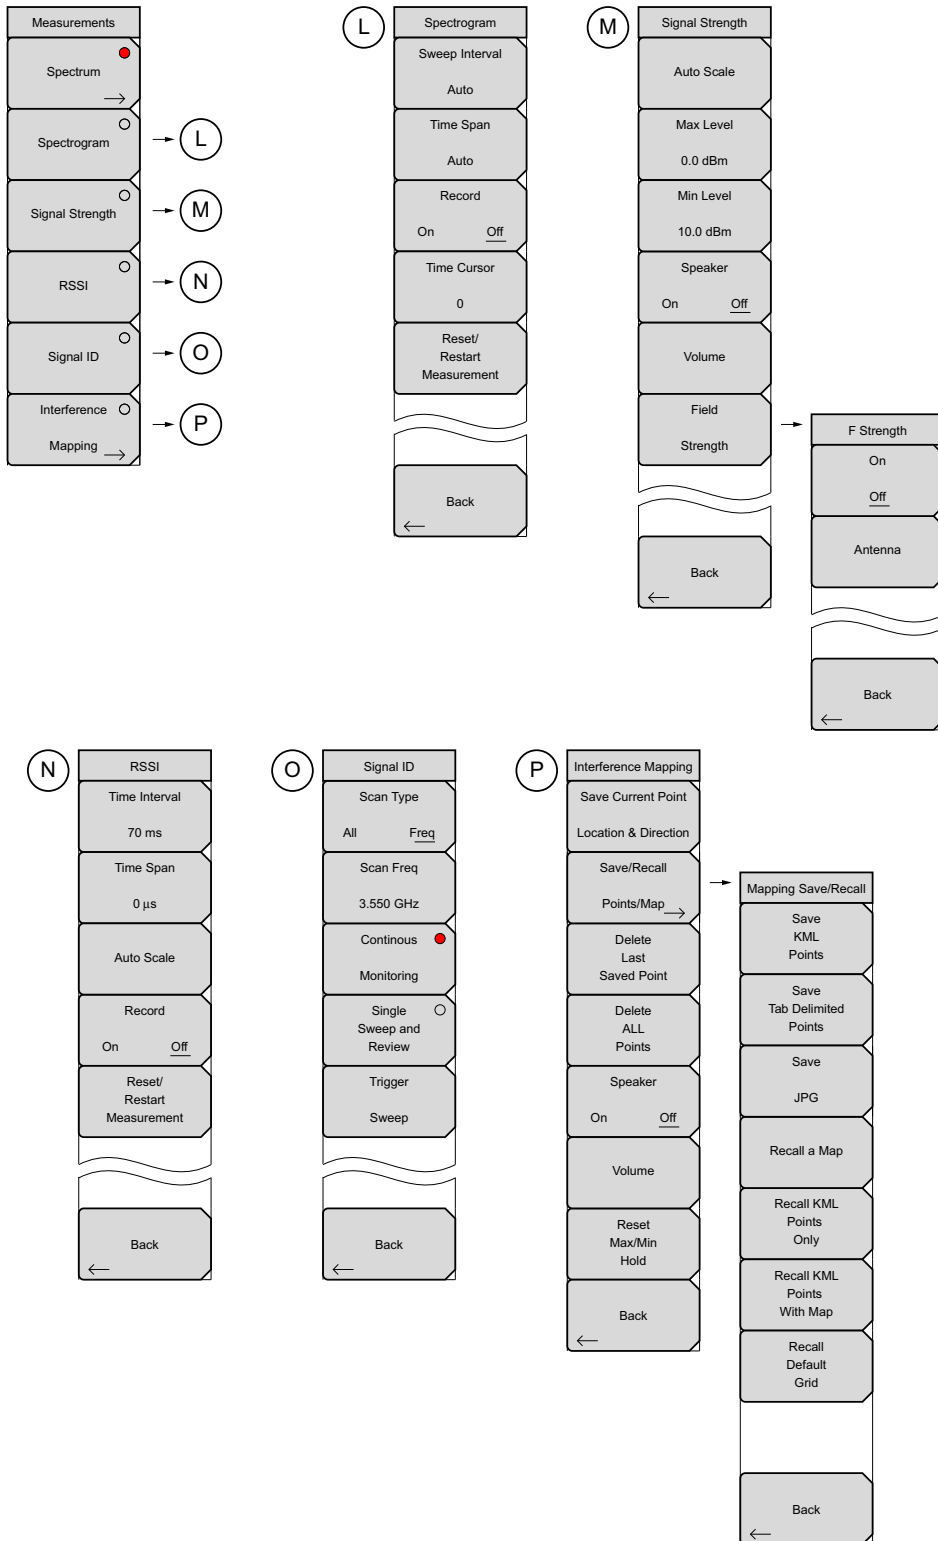 Measurements
Spectrum
Spectrogram
Signal Strength
RSSI
Signal ID
Interference
Mapping
L
M
N
O
P
L
Spectrogram
Sweep Interval
Auto
Time Span
Auto
Record
On Off
Time Cursor
0
Reset/
Restart
Measurement
Back
M
Signal Strength
Auto Scale
Max Level
0.0 dBm
Min Level
10.0 dBm
Speaker
On Off
Volume
Field
Strength
Back
F Strength
On
Off
Antenna
Back
N
RSSI
Time Interval
70 ms
Time Span
0 µs
Auto Scale
Record
On Off
Reset/
Restart
Measurement
Back
O
Signal ID
Scan Type
All Freq
Scan Freq
3.550 GHz
Continous
Monitoring
Single
Sweep and
Review
Trigger
Sweep
Back
P
Interference Mapping
Save Current Point
Location & Direction
Save/Recall
Points/Map
Delete
Last
Saved Point
Delete
ALL
Points
Speaker
On Off
Volume
Reset
Max/Min
Hold
Back
Mapping Save/Recall
Save
KML
Points
Save
Tab Delimited
Points
Save
JPG
Recall a Map
Recall KML
Points
Only
Recall KML
Points
With Map
Recall
Default
Grid
Back